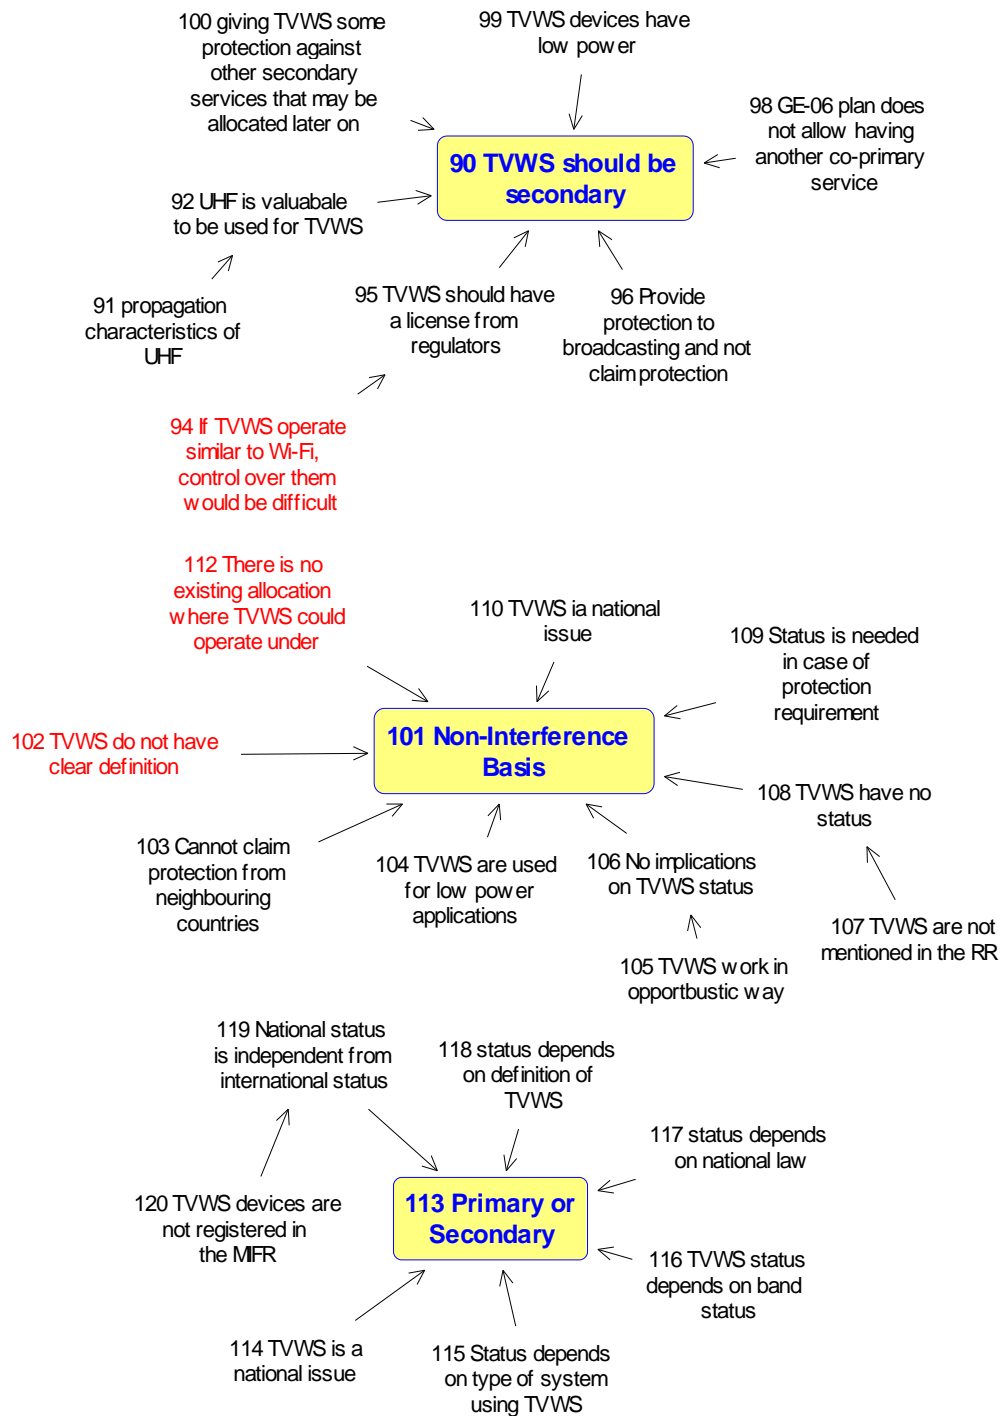 100 giving TVWS some
protection against
other secondary
services that may be
allocated later on
99 TVWS devices have
low power
98 GE-06 plan does
not allow having
another co-primary
service
90 TVWS should be
secondary
92 UHF is valuabale
to be used for TVWS
91 propagation
characteristics of
UHF
95 TVWS should have
a license from
regulators
96 Provide
protection to
broadcasting and not
claim protection
94 If TVWS operate
similar to Wi-Fi,
control over them
would be difficult
112 There is no
existing allocation
where TVWS could
operate under
110 TVWS ia national
issue
109 Status is needed
in case of
protection
requirement
101 Non-Interference
Basis
102 TVWS do not have
clear definition
108 TVWS have no
status
103 Cannot claim
protection from
neighbouring
countries
104 TVWS are used
for low power
applications
106 No implications
on TVWS status
107 TVWS are not
mentioned in the RR
105 TVWS work in
opportbustic way
119 National status
is independent from
international status
118 status depends
on definition of
TVWS
117 status depends
on national law
113 Primary or
Secondary
120 TVWS devices are
not registered in
the MIFR
116 TVWS status
depends on band
status
114 TVWS is a
national issue
115 Status depends
on type of system
using TVWS